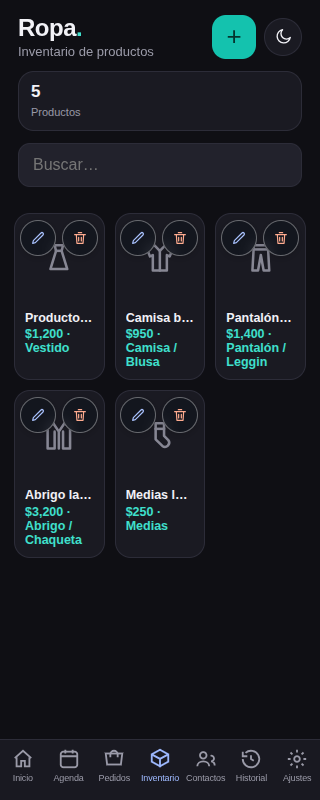 Ropa.
Inventario de productos
5
Productos
Buscar…
Producto…
$1,200 ·
Vestido
Camisa b…
$950 ·
Camisa /
Blusa
Pantalón…
$1,400 ·
Pantalón /
Leggin
Abrigo la…
$3,200 ·
Abrigo /
Chaqueta
Medias l…
$250 ·
Medias
Inicio
Agenda
Pedidos
Inventario
Contactos
Historial
Ajustes